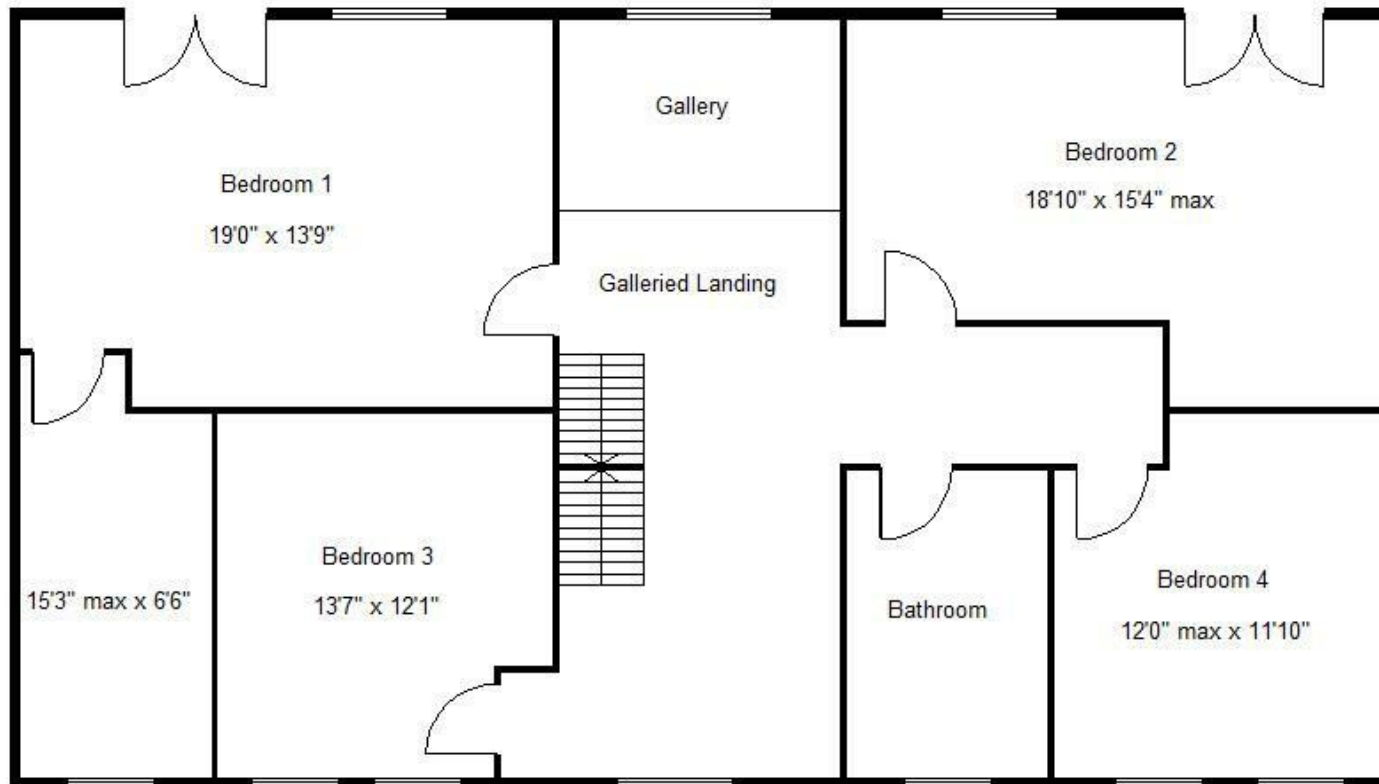 Bedroom 1
19'0" x 13'9"
Gallery
Galleried Landing
Bedroom 2
18'10" x 15'4" max
15'3" max x 6'6"
Bedroom 3
13'7" x 12'1"
Bathroom
Bedroom 4
12'0" max x 11'10"